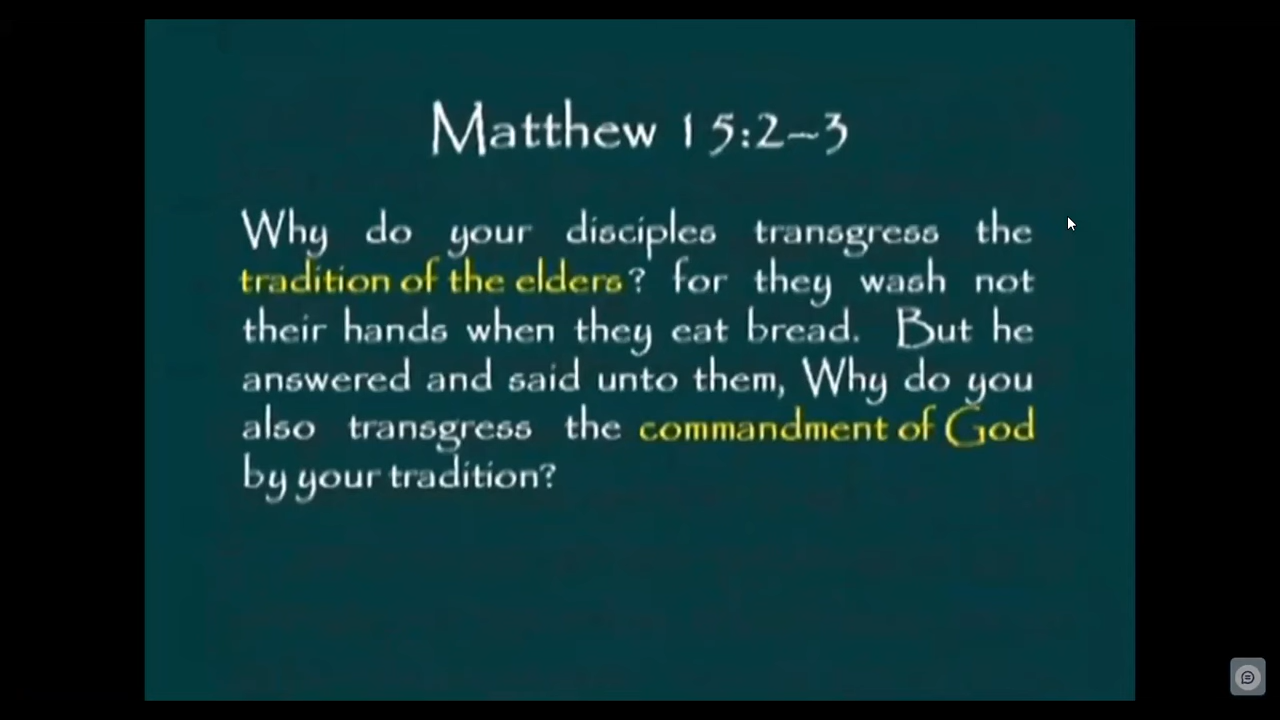 Matthew 15:2–3
Why do your disciples transgress the
tradition of the elders? for they wash not
their hands when they eat bread. But he
answered and said unto them, Why do you
also transgress the commandment of God
by your tradition?